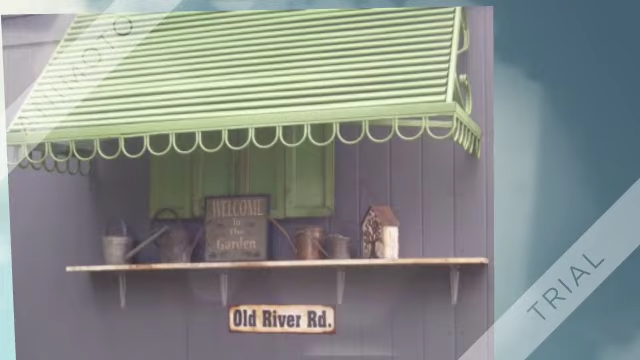 WELCOME
to
the
Garden
Old River Rd.
TRIAL